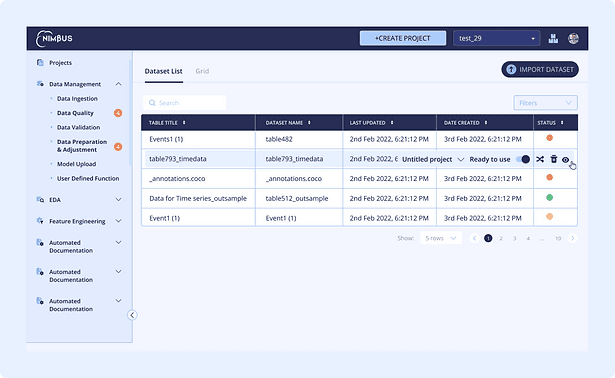 NIMBUS
+CREATE PROJECT
test_29
Projects
Data Management
Data Ingestion
Data Quality 4
Data Validation
Data Preparation
& Adjustment 4
Model Upload
User Defined Function
EDA
Feature Engineering
Automated
Documentation
Automated
Documentation
Automated
Documentation
Dataset List Grid
IMPORT DATASET
Search
Filters
TABLE TITLE DATASET NAME LAST UPDATED DATE CREATED STATUS
Events1 (1) table482 2nd Feb 2022, 6:21:12 PM 3rd Feb 2022, 6:21:12 PM
table793_timedata table793_timedata 2nd Feb 2022, 6 Untitled project Ready to use
_annotations.coco _annotations.coco 2nd Feb 2022, 6:21:12 PM 3rd Feb 2022, 6:21:12 PM
Data for Time series_outsample table512_outsample 2nd Feb 2022, 6:21:12 PM 3rd Feb 2022, 6:21:12 PM
Event1 (1) Event1 (1) 2nd Feb 2022, 6:21:12 PM 3rd Feb 2022, 6:21:12 PM
Show: 5 rows 1 2 3 4 ... 10